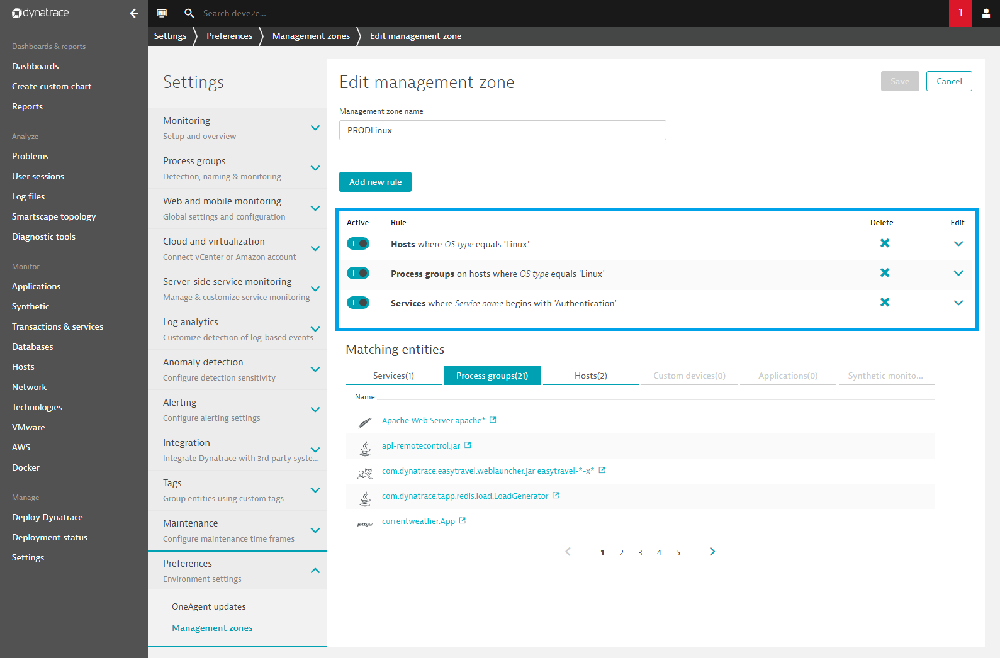 dynatrace
Search deve2e...
1
Settings
Preferences
Management zones
Edit management zone
Dashboards & reports
Dashboards
Create custom chart
Reports
Analyze
Problems
User sessions
Log files
Smartscape topology
Diagnostic tools
Monitor
Applications
Synthetic
Transactions & services
Databases
Hosts
Network
Technologies
VMware
AWS
Docker
Manage
Deploy Dynatrace
Deployment status
Settings
Settings
Monitoring
Setup and overview
Process groups
Detection, naming & monitoring
Web and mobile monitoring
Global settings and configuration
Cloud and virtualization
Connect vCenter or Amazon account
Server-side service monitoring
Manage & customize service monitoring
Log analytics
Customize detection of log-based events
Anomaly detection
Configure detection sensitivity
Alerting
Configure alerting settings
Integration
Integrate Dynatrace with 3rd party syste...
Tags
Group entities using custom tags
Maintenance
Configure maintenance time frames
Preferences
Environment settings
OneAgent updates
Management zones
Edit management zone
Save
Cancel
Management zone name
PRODLinux
Add new rule
Active Rule Delete Edit
Hosts where OS type equals 'Linux'
Process groups on hosts where OS type equals 'Linux'
Services where Service name begins with 'Authentication'
Matching entities
Services(1) Process groups(21) Hosts(2) Custom devices(0) Applications(0) Synthetic monito...
Name
Apache Web Server apache*
apl-remotecontrol.jar
com.dynatrace.easytravel.weblauncher.jar easytravel-*-x*
com.dynatrace.tapp.redis.load.LoadGenerator
jetty://
currentweather.App
1 2 3 4 5